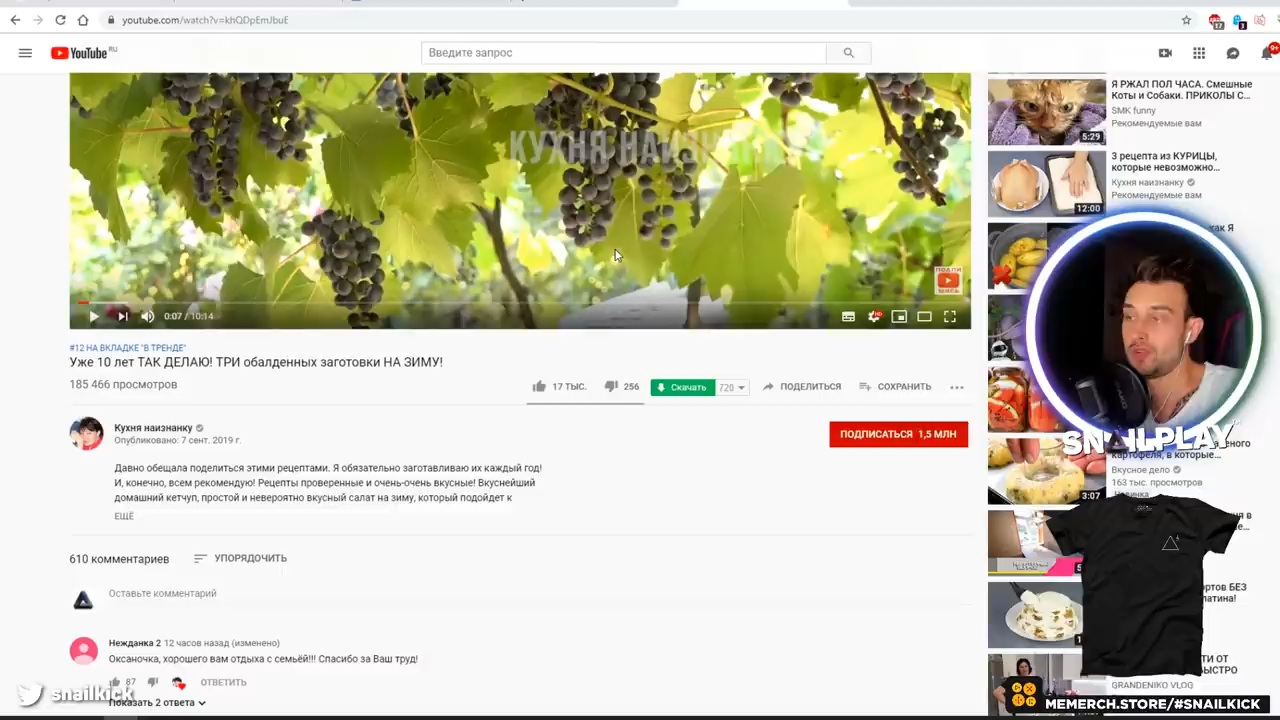 youtube.com/watch?v=khQDpEmJbuE
YouTube RU
Введите запрос
9+
КУХНЯ НАИЗН
0:07 / 10:14
#12 НА ВКЛАДКЕ "В ТРЕНДЕ"
Уже 10 лет ТАК ДЕЛАЮ! ТРИ обалденных заготовки НА ЗИМУ!
185 466 просмотров
17 ТЫС.
256
Скачать
720
ПОДЕЛИТЬСЯ
СОХРАНИТЬ
Кухня наизнанку
Опубликовано: 7 сент. 2019 г.
ПОДПИСАТЬСЯ 1,5 МЛН
Давно обещала поделиться этими рецептами. Я обязательно заготавливаю их каждый год!
И, конечно, всем рекомендую! Рецепты проверенные и очень-очень вкусные! Вкуснейший
домашний кетчуп, простой и невероятно вкусный салат на зиму, который подойдет к
ЕЩЁ
610 комментариев
УПОРЯДОЧИТЬ
Оставьте комментарий
Нежданка 2 12 часов назад (изменено)
Оксаночка, хорошего вам отдыха с семьёй!!! Спасибо за Ваш труд!
87
ОТВЕТИТЬ
Показать 2 ответа
snailkick
Я РЖАЛ ПОЛ ЧАСА. Смешные
Коты и Собаки. ПРИКОЛЫ С...
SMK funny
Рекомендуемые вам
5:29
3 рецепта из КУРИЦЫ,
которые невозможно...
Кухня наизнанку
Рекомендуемые вам
12:00
как Я
SNAILPLAY
картофеля, в которые...
Вкусное дело
163 тыс. просмотров
Новинка
3:07
ортов БЕЗ
латина!
GRANDENIKO VLOG
MEMERCH.STORE/#SNAILKICK